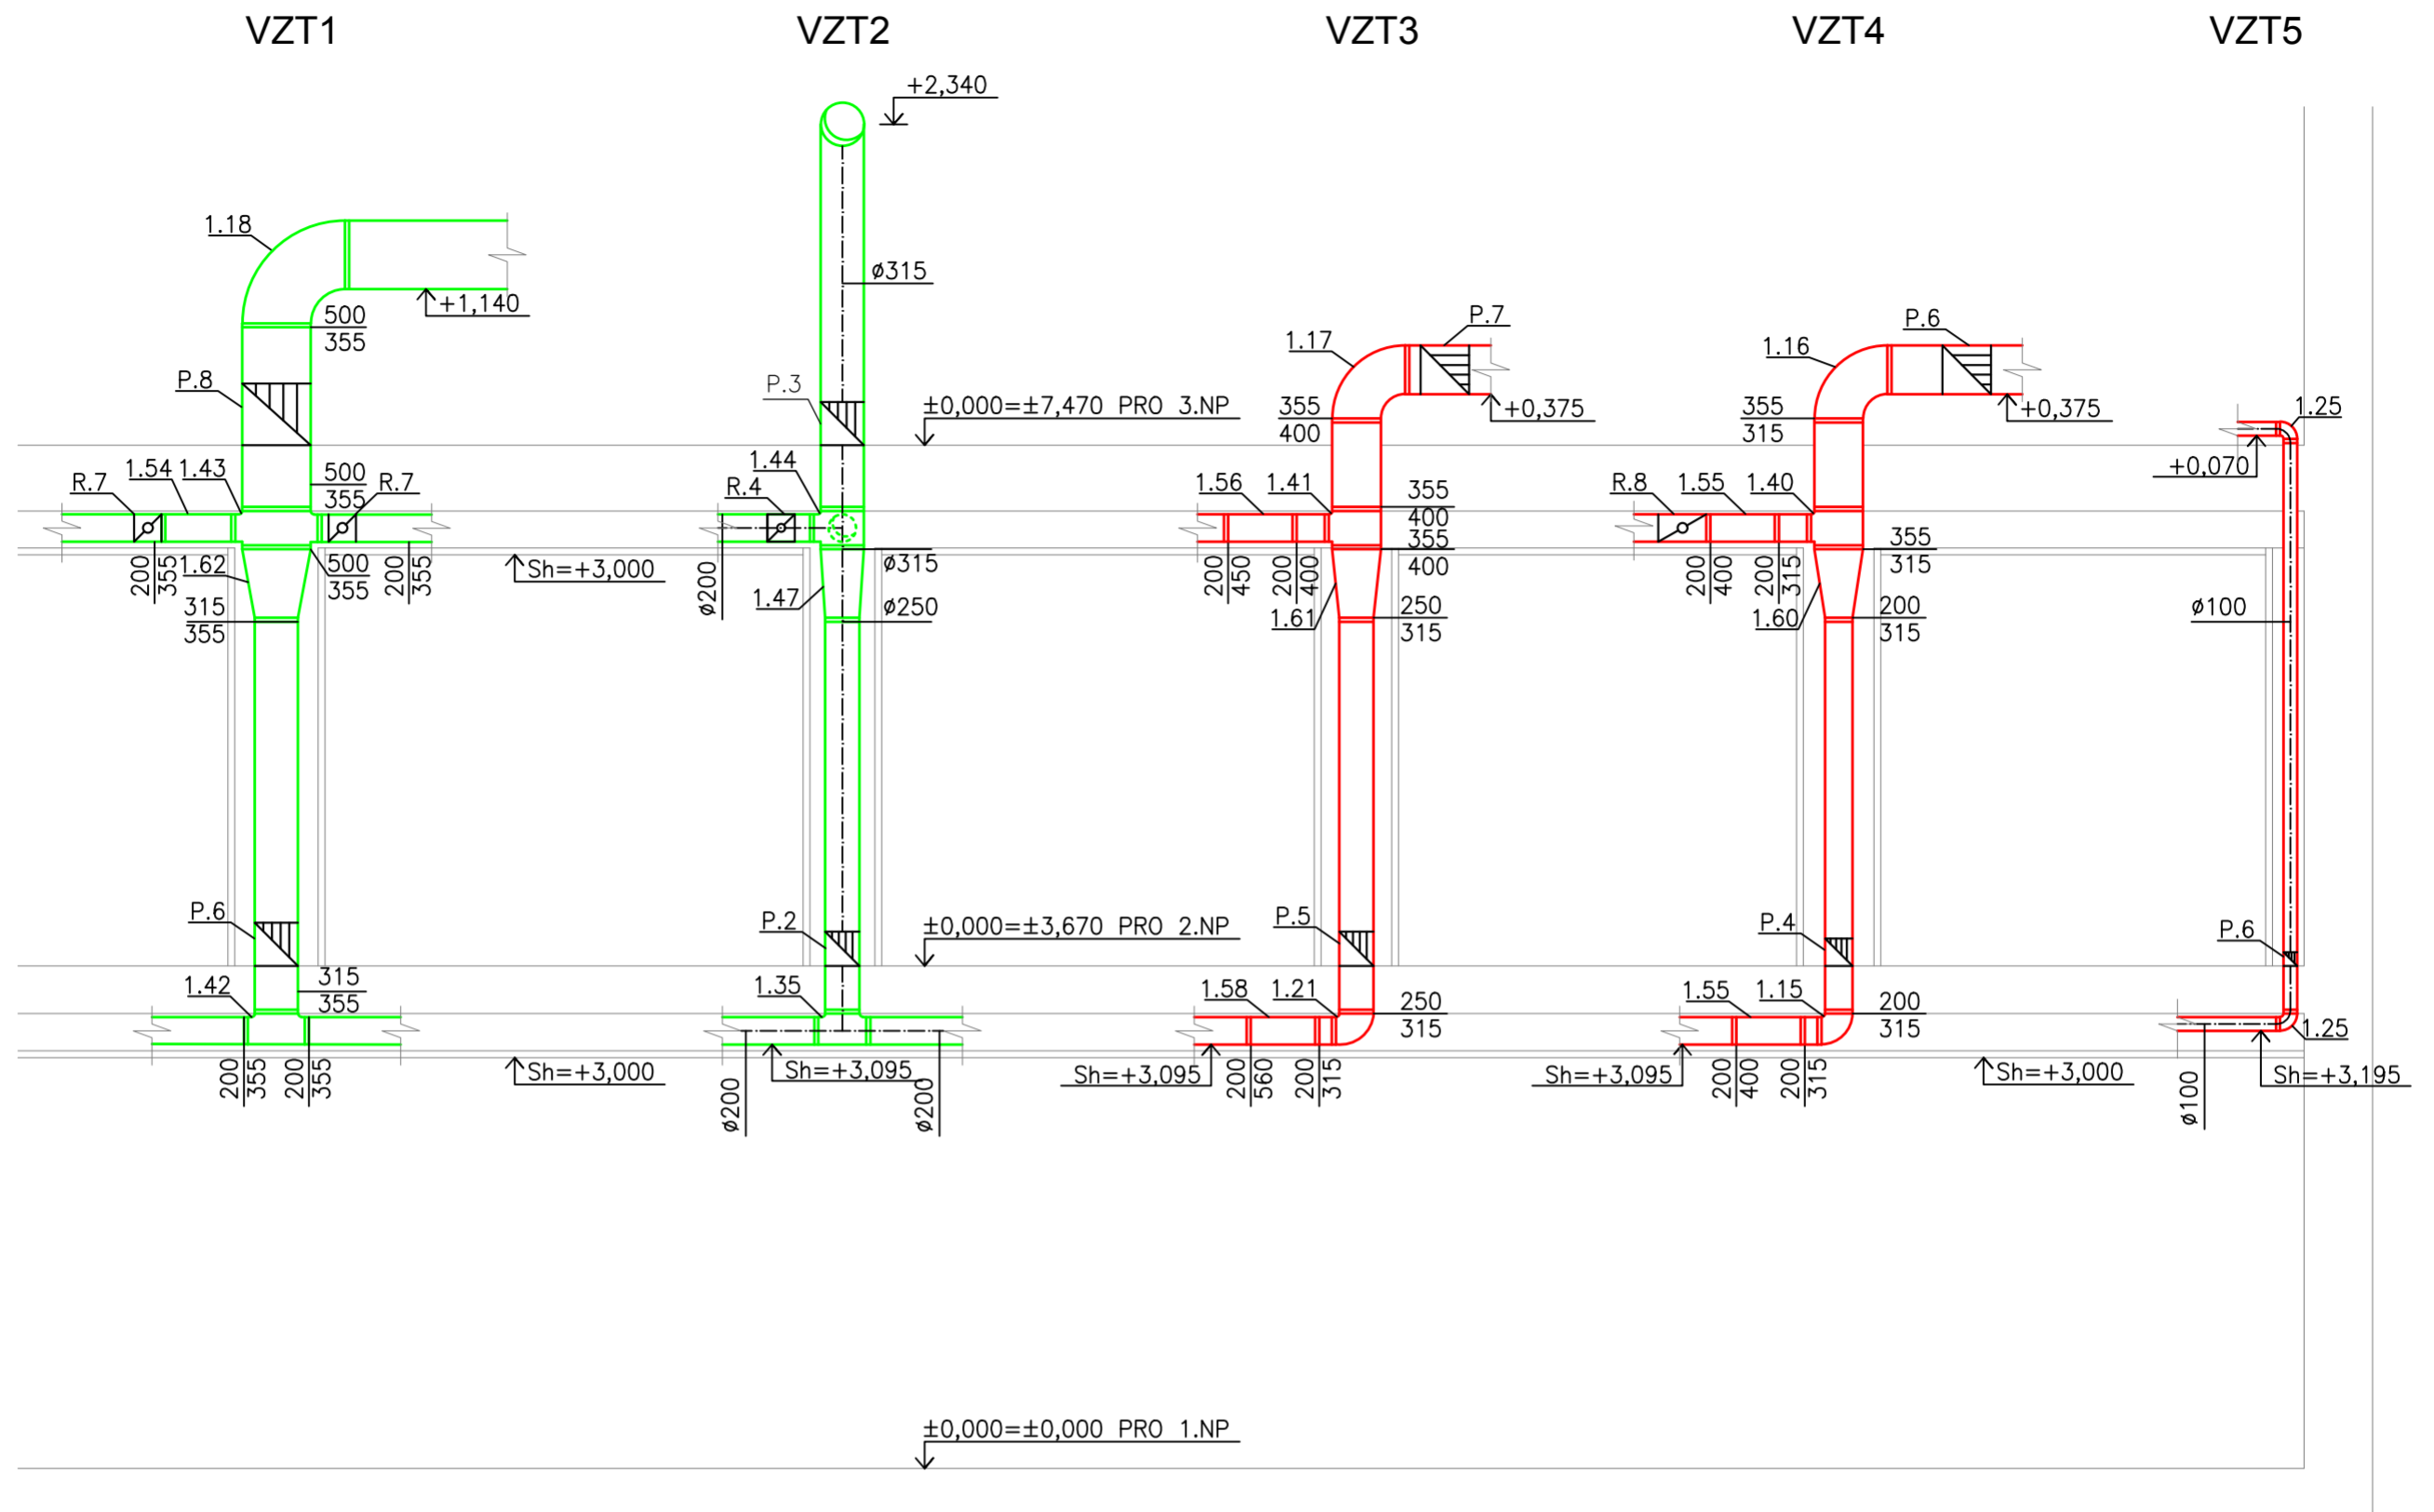 VZT1 VZT2 VZT3 VZT4 VZT5
+2,340
1.18
ø315
+1,140
500
355
P.7
P.6
1.17
1.16
P.8
P.3
±0,000=±7,470 PRO 3.NP
355
400
+0,375
355
315
+0,375
1.25
+0,070
R.7
1.54
1.43
500
355
R.7
1.44
R.4
1.56
1.41
355
400
R.8
1.55
1.40
200
355
1.62
500
355
200
355
Sh=+3,000
ø200
ø315
200
450
200
400
355
400
200
400
200
315
355
315
315
355
1.47
ø250
1.61
250
315
1.60
200
315
ø100
P.6
P.2
±0,000=±3,670 PRO 2.NP
P.5
P.4
P.6
1.42
315
355
1.35
1.58
1.21
250
315
1.55
1.15
200
315
1.25
200
355
200
355
Sh=+3,000
ø200
Sh=+3,095
ø200
Sh=+3,095
200
560
200
315
Sh=+3,095
200
400
200
315
Sh=+3,000
ø100
Sh=+3,195
±0,000=±0,000 PRO 1.NP